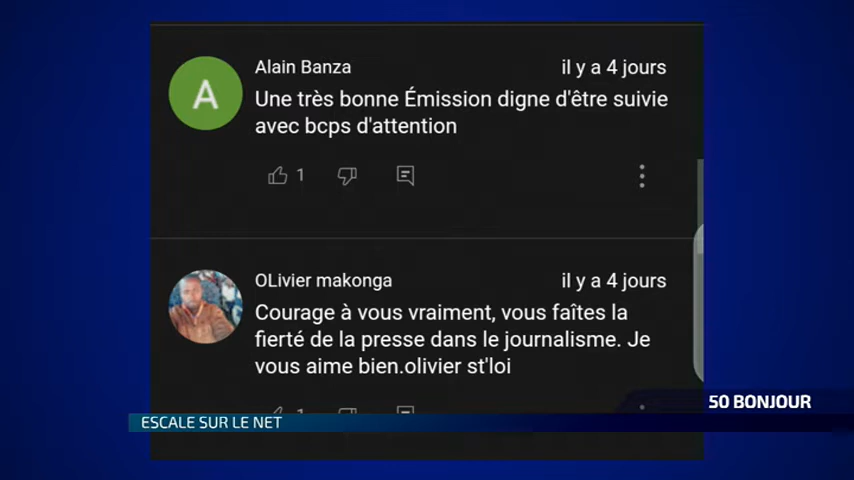 A
Alain Banza
il y a 4 jours
Une très bonne Émission digne d'être suivie
avec bcps d'attention
1
OLivier makonga
il y a 4 jours
Courage à vous vraiment, vous faîtes la
fierté de la presse dans le journalisme. Je
vous aime bien.olivier st'loi
1
50 BONJOUR
ESCALE SUR LE NET